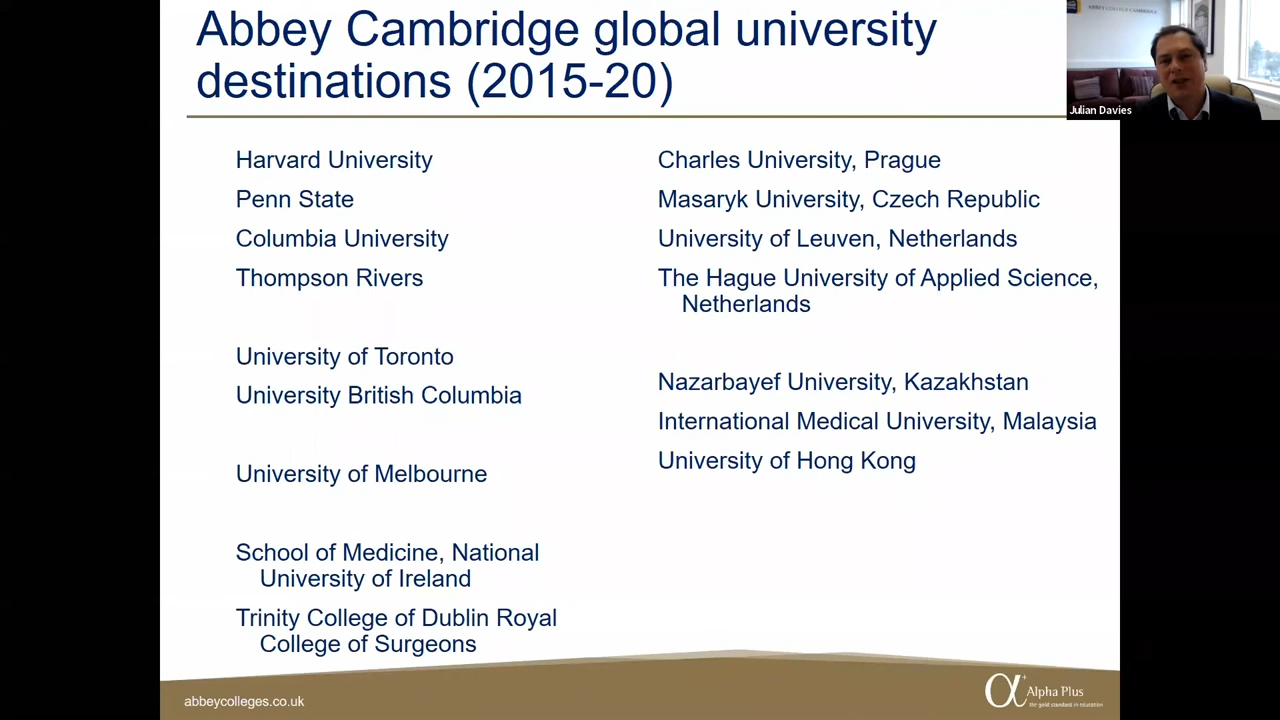 Abbey Cambridge global university
destinations (2015-20)
Harvard University
Penn State
Columbia University
Thompson Rivers
University of Toronto
University British Columbia
University of Melbourne
School of Medicine, National
University of Ireland
Trinity College of Dublin Royal
College of Surgeons
Charles University, Prague
Masaryk University, Czech Republic
University of Leuven, Netherlands
The Hague University of Applied Science,
Netherlands
Nazarbayef University, Kazakhstan
International Medical University, Malaysia
University of Hong Kong
abbeycolleges.co.uk
α+ Alpha Plus
the gold standard in education
ABBEY COLLEGE CAMBRIDGE
Julian Davies